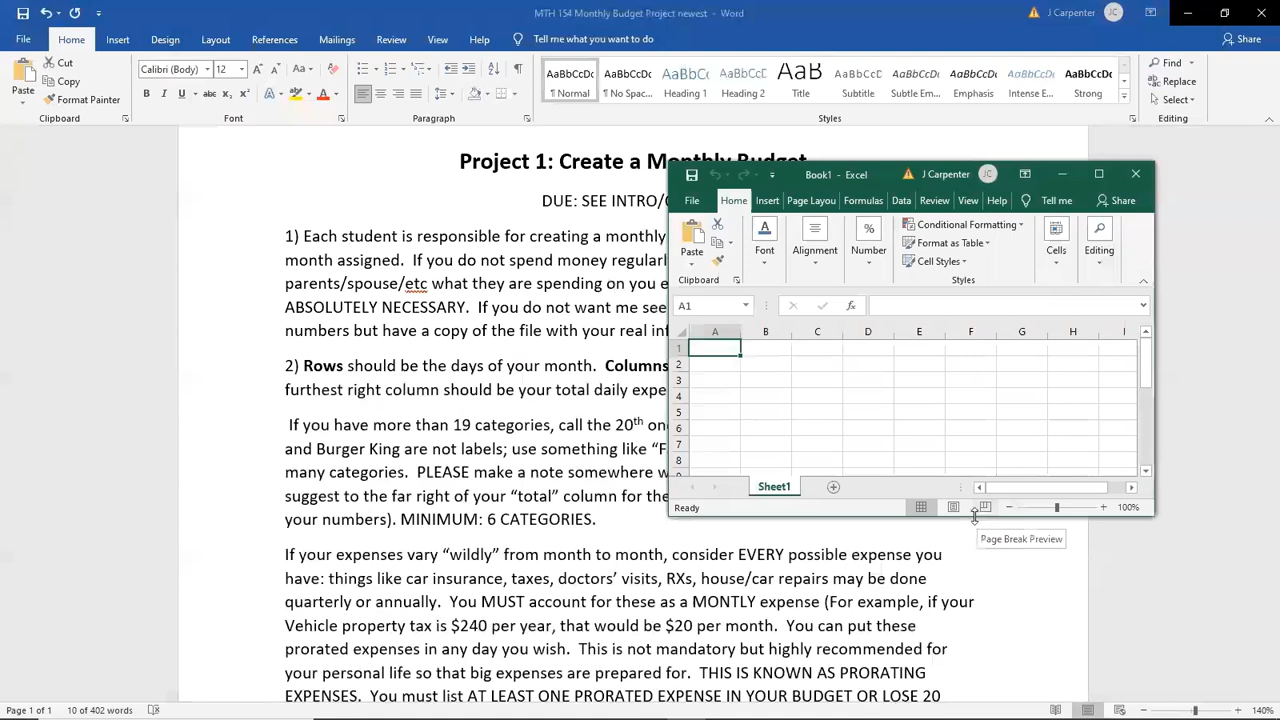 MTH 154 Monthly Budget Project newest - Word
J Carpenter JC
File Home Insert Design Layout References Mailings Review View Help Tell me what you want to do Share
Paste
Cut
Copy
Format Painter
Clipboard
Calibri (Body) 12
Font
Paragraph
AaBbCcDc AaBbCcDc AaBbCc AaBbCcD AaB AaBbCcD AaBbCcDc AaBbCcDc AaBbCcDc AaBbCcDc
¶ Normal ¶ No Spac... Heading 1 Heading 2 Title Subtitle Subtle Em... Emphasis Intense E... Strong
Styles
Find
Replace
Select
Editing
Project 1: Create a Monthly Budget
DUE: SEE INTRO/
1) Each student is responsible for creating a monthly
month assigned. If you do not spend money regular
parents/spouse/etc what they are spending on you e
ABSOLUTELY NECESSARY. If you do not want me see
numbers but have a copy of the file with your real in
2) Rows should be the days of your month. Columns
furthest right column should be your total daily expe
If you have more than 19 categories, call the 20th on
and Burger King are not labels; use something like “F
many categories. PLEASE make a note somewhere w
suggest to the far right of your “total” column for the
your numbers). MINIMUM: 6 CATEGORIES.
If your expenses vary “wildly” from month to month, consider EVERY possible expense you
have: things like car insurance, taxes, doctors’ visits, RXs, house/car repairs may be done
quarterly or annually. You MUST account for these as a MONTLY expense (For example, if your
Vehicle property tax is $240 per year, that would be $20 per month. You can put these
prorated expenses in any day you wish. This is not mandatory but highly recommended for
your personal life so that big expenses are prepared for. THIS IS KNOWN AS PRORATING
EXPENSES. You must list AT LEAST ONE PRORATED EXPENSE IN YOUR BUDGET OR LOSE 20
Book1 - Excel J Carpenter JC
File Home Insert Page Layou Formulas Data Review View Help Tell me Share
Paste
Clipboard
Font
Alignment
%
Number
Conditional Formatting
Format as Table
Cell Styles
Styles
Cells
Editing
A1 fx
A B C D E F G H I
1
2
3
4
5
6
7
8
Sheet1
Ready 100%
Page Break Preview
Page 1 of 1 10 of 402 words 140%